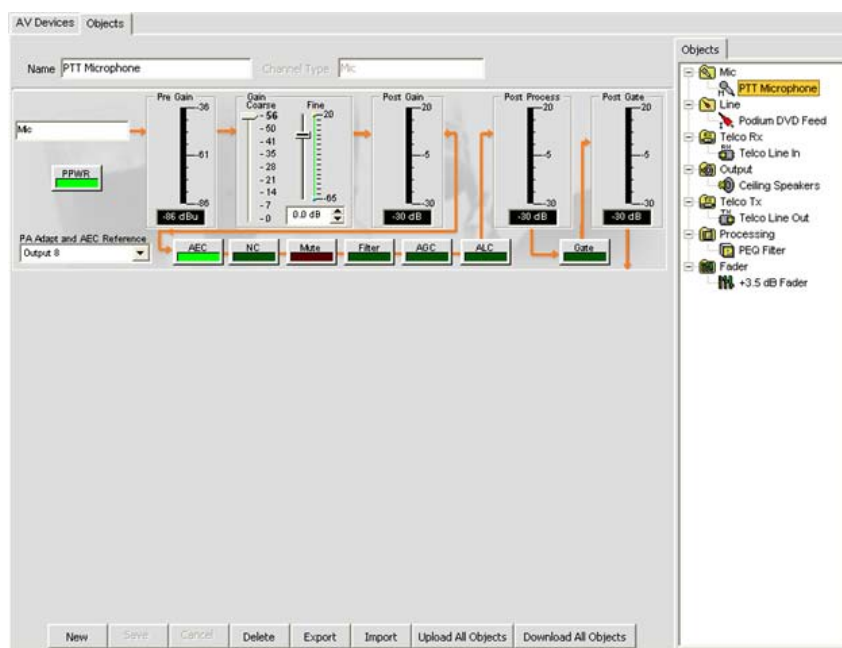 AV Devices Objects
Name PTT Microphone Channel Type Mic
Mic
PPWR
Pre Gain
-36
-61
-86
-86 dBu
Gain
Coarse Fine
- 56
- 50
- 41
- 35
- 28
- 21
- 14
- 7
- 0
20
-65
0.0 dB
Post Gain
20
-5
-30
-30 dB
Post Process
20
-5
-30
-30 dB
Post Gate
20
-5
-30
-30 dB
PA Adapt and AEC Reference
Output 8
AEC NC Mute Filter AGC ALC Gate
New Save Cancel Delete Export Import Upload All Objects Download All Objects
Objects
Mic
PTT Microphone
Line
Podium DVD Feed
Telco Rx
Telco Line In
Output
Ceiling Speakers
Telco Tx
Telco Line Out
Processing
PEQ Filter
Fader
+3.5 dB Fader